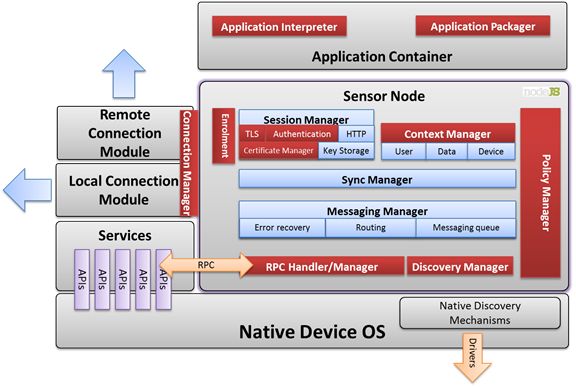 Application Interpreter
Application Packager
Application Container
Sensor Node
nodeJS
Remote
Connection
Module
Local Connection
Module
Connection Manager
Enrolment
Session Manager
TLS
Authentication
HTTP
Certificate Manager
Key Storage
Context Manager
User
Data
Device
Policy Manager
Sync Manager
Messaging Manager
Error recovery
Routing
Messaging queue
Services
APIs
APIs
APIs
APIs
APIs
RPC
RPC Handler/Manager
Discovery Manager
Native Device OS
Native Discovery
Mechanisms
Drivers